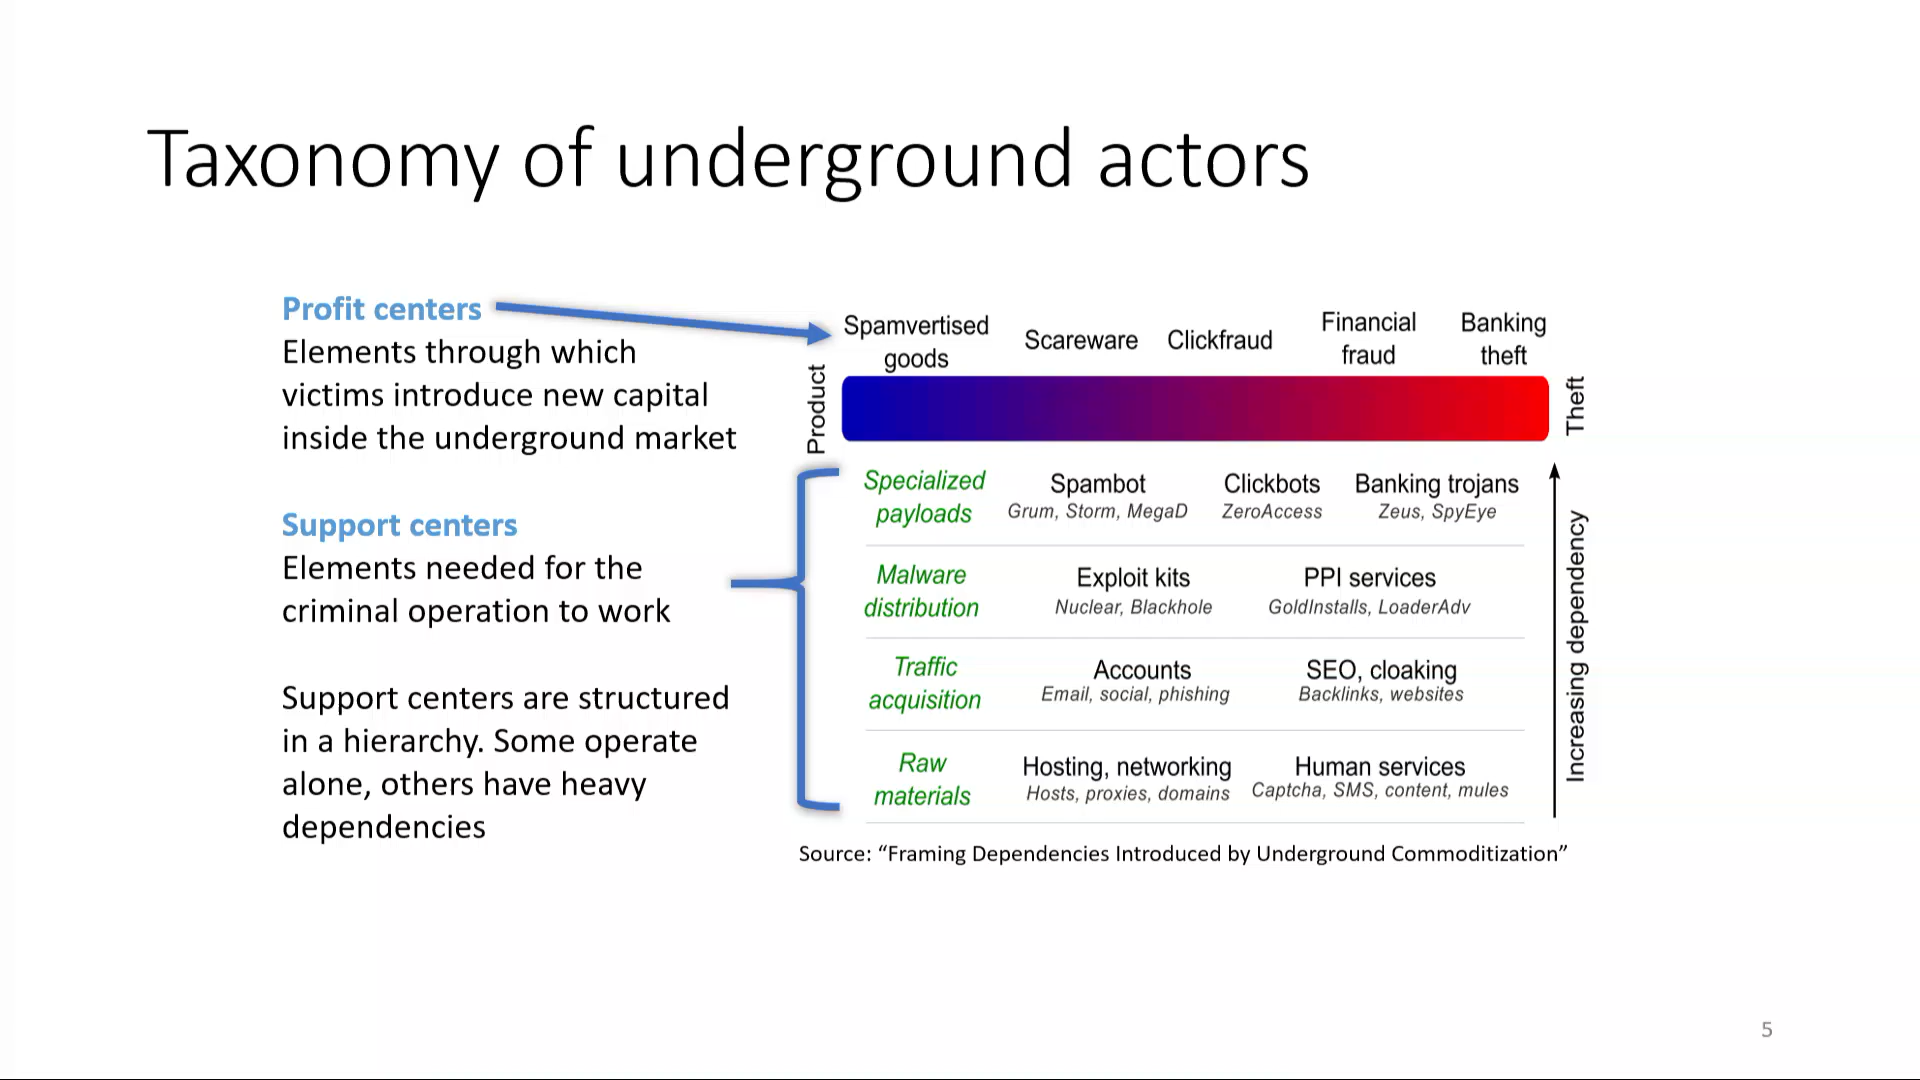 Taxonomy of underground actors
Profit centers
Elements through which
victims introduce new capital
inside the underground market
Support centers
Elements needed for the
criminal operation to work
Support centers are structured
in a hierarchy. Some operate
alone, others have heavy
dependencies
Spamvertised
goods
Scareware
Clickfraud
Financial
fraud
Banking
theft
Product
Theft
Specialized
payloads
Spambot
Grum, Storm, MegaD
Clickbots
ZeroAccess
Banking trojans
Zeus, SpyEye
Malware
distribution
Exploit kits
Nuclear, Blackhole
PPI services
GoldInstalls, LoaderAdv
Traffic
acquisition
Accounts
Email, social, phishing
SEO, cloaking
Backlinks, websites
Raw
materials
Hosting, networking
Hosts, proxies, domains
Human services
Captcha, SMS, content, mules
Increasing dependency
Source: “Framing Dependencies Introduced by Underground Commoditization”
5